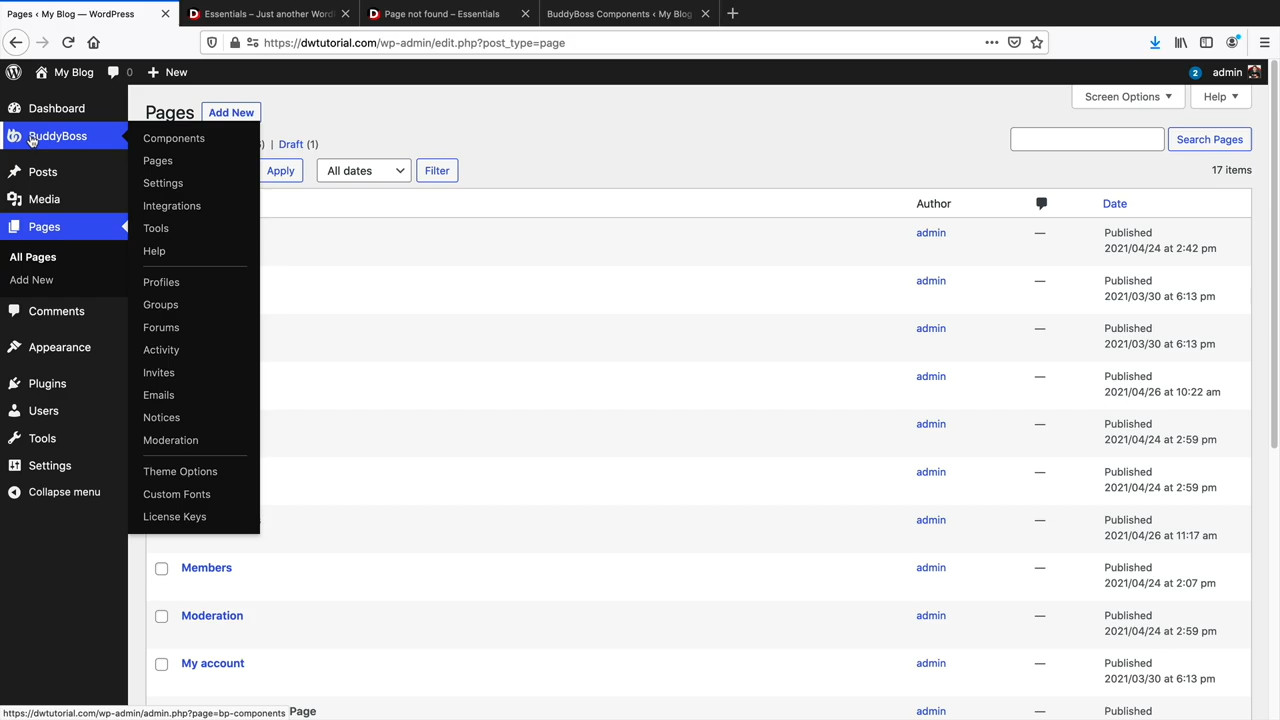 Pages ‹ My Blog — WordPress
Essentials – Just another Word
Page not found – Essentials
BuddyBoss Components ‹ My Blog
https://dwtutorial.com/wp-admin/edit.php?post_type=page
My Blog
0
New
2
admin
Dashboard
BuddyBoss
Posts
Media
Pages
All Pages
Add New
Comments
Appearance
Plugins
Users
Tools
Settings
Collapse menu
Components
Pages
Settings
Integrations
Tools
Help
Profiles
Groups
Forums
Activity
Invites
Emails
Notices
Moderation
Theme Options
Custom Fonts
License Keys
Pages
Add New
Screen Options
Help
) | Draft (1)
Search Pages
Apply
All dates
Filter
17 items
Author
Date
admin
—
Published
2021/04/24 at 2:42 pm
admin
—
Published
2021/03/30 at 6:13 pm
admin
—
Published
2021/03/30 at 6:13 pm
admin
—
Published
2021/04/26 at 10:22 am
admin
—
Published
2021/04/24 at 2:59 pm
admin
—
Published
2021/04/24 at 2:59 pm
admin
—
Published
2021/04/26 at 11:17 am
Members
admin
—
Published
2021/04/24 at 2:07 pm
Moderation
admin
—
Published
2021/04/24 at 2:59 pm
My account
admin
—
Published
2021/03/30 at 6:13 pm
Page
admin
—
Published
https://dwtutorial.com/wp-admin/admin.php?page=bp-components